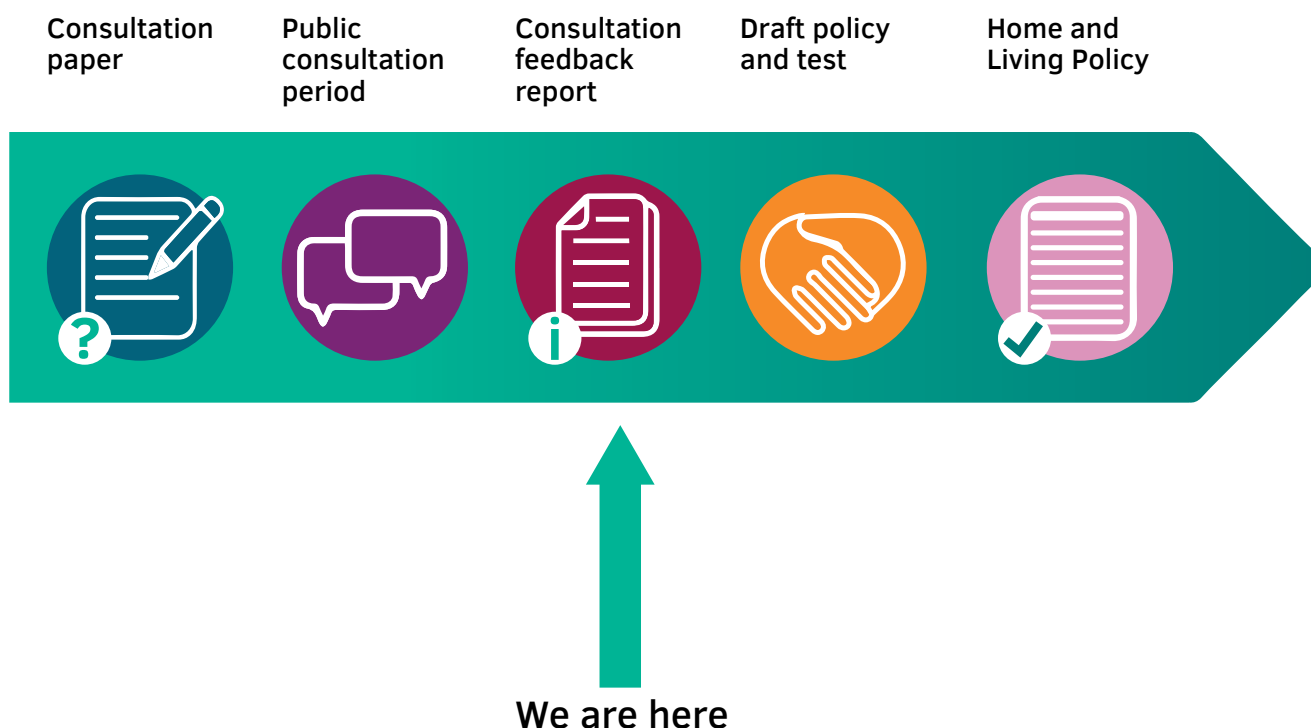 Consultation
paper
Public
consultation
period
Consultation
feedback
report
Draft policy
and test
Home and
Living Policy
?
i
We are here